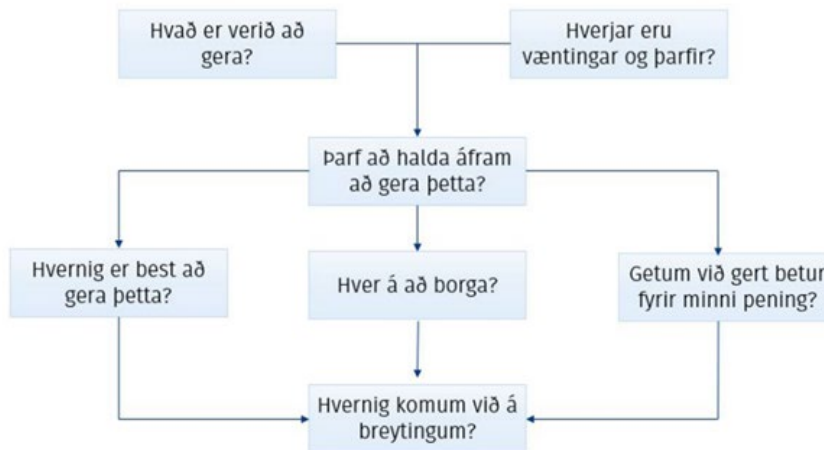 Hvað er verið að
gera?
Hverjar eru
væntingar og þarfir?
Þarf að halda áfram
að gera þetta?
Hvernig er best að
gera þetta?
Hver á að borga?
Getum við gert betur
fyrir minni pening?
Hvernig komum við á
breytingum?